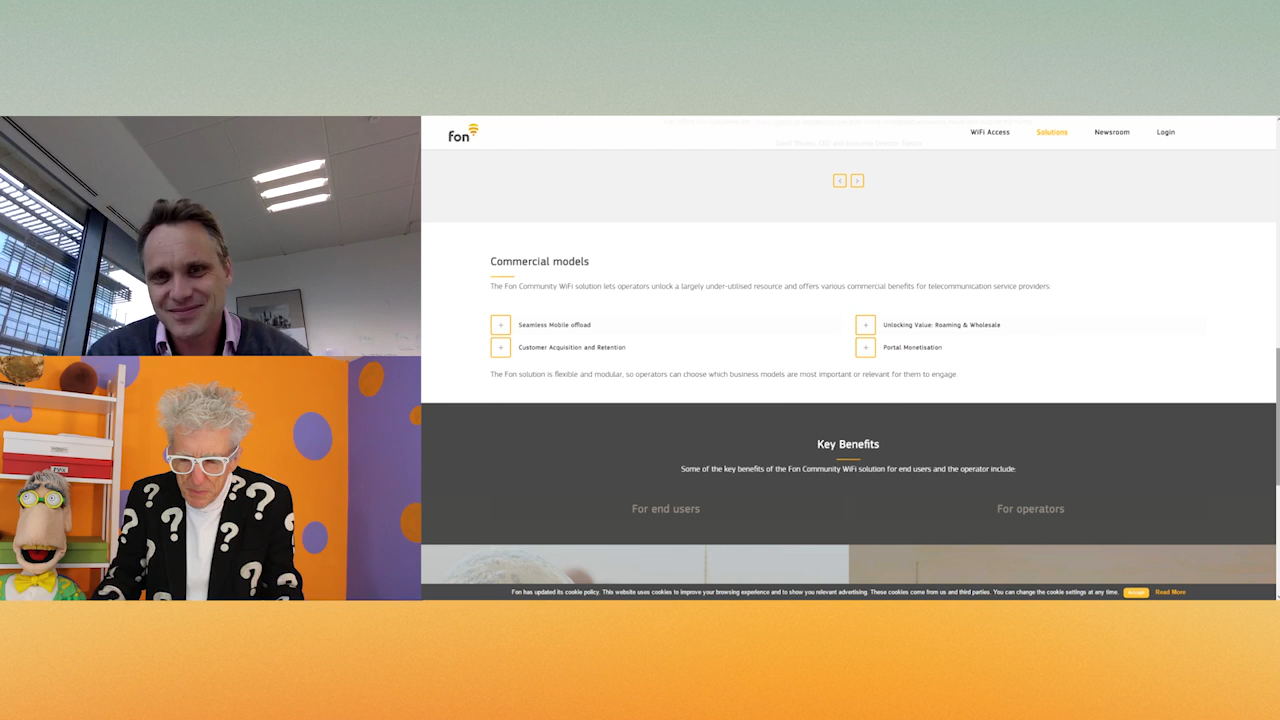 fon
WiFi Access
Solutions
Newsroom
Login
Commercial models
The Fon Community WiFi solution lets operators unlock a largely under-utilised resource and offers various commercial benefits for telecommunication service providers.
+ Seamless Mobile offload
+ Unlocking Value: Roaming & Wholesale
+ Customer Acquisition and Retention
+ Portal Monetisation
The Fon solution is flexible and modular, so operators can choose which business models are most important or relevant for them to engage.
Key Benefits
Some of the key benefits of the Fon Community WiFi solution for end users and the operator include:
For end users
For operators
Fon has updated its cookie policy. This website uses cookies to improve your browsing experience and to show you relevant advertising. These cookies come from us and third parties. You can change the cookie settings at any time.
Accept
Read More